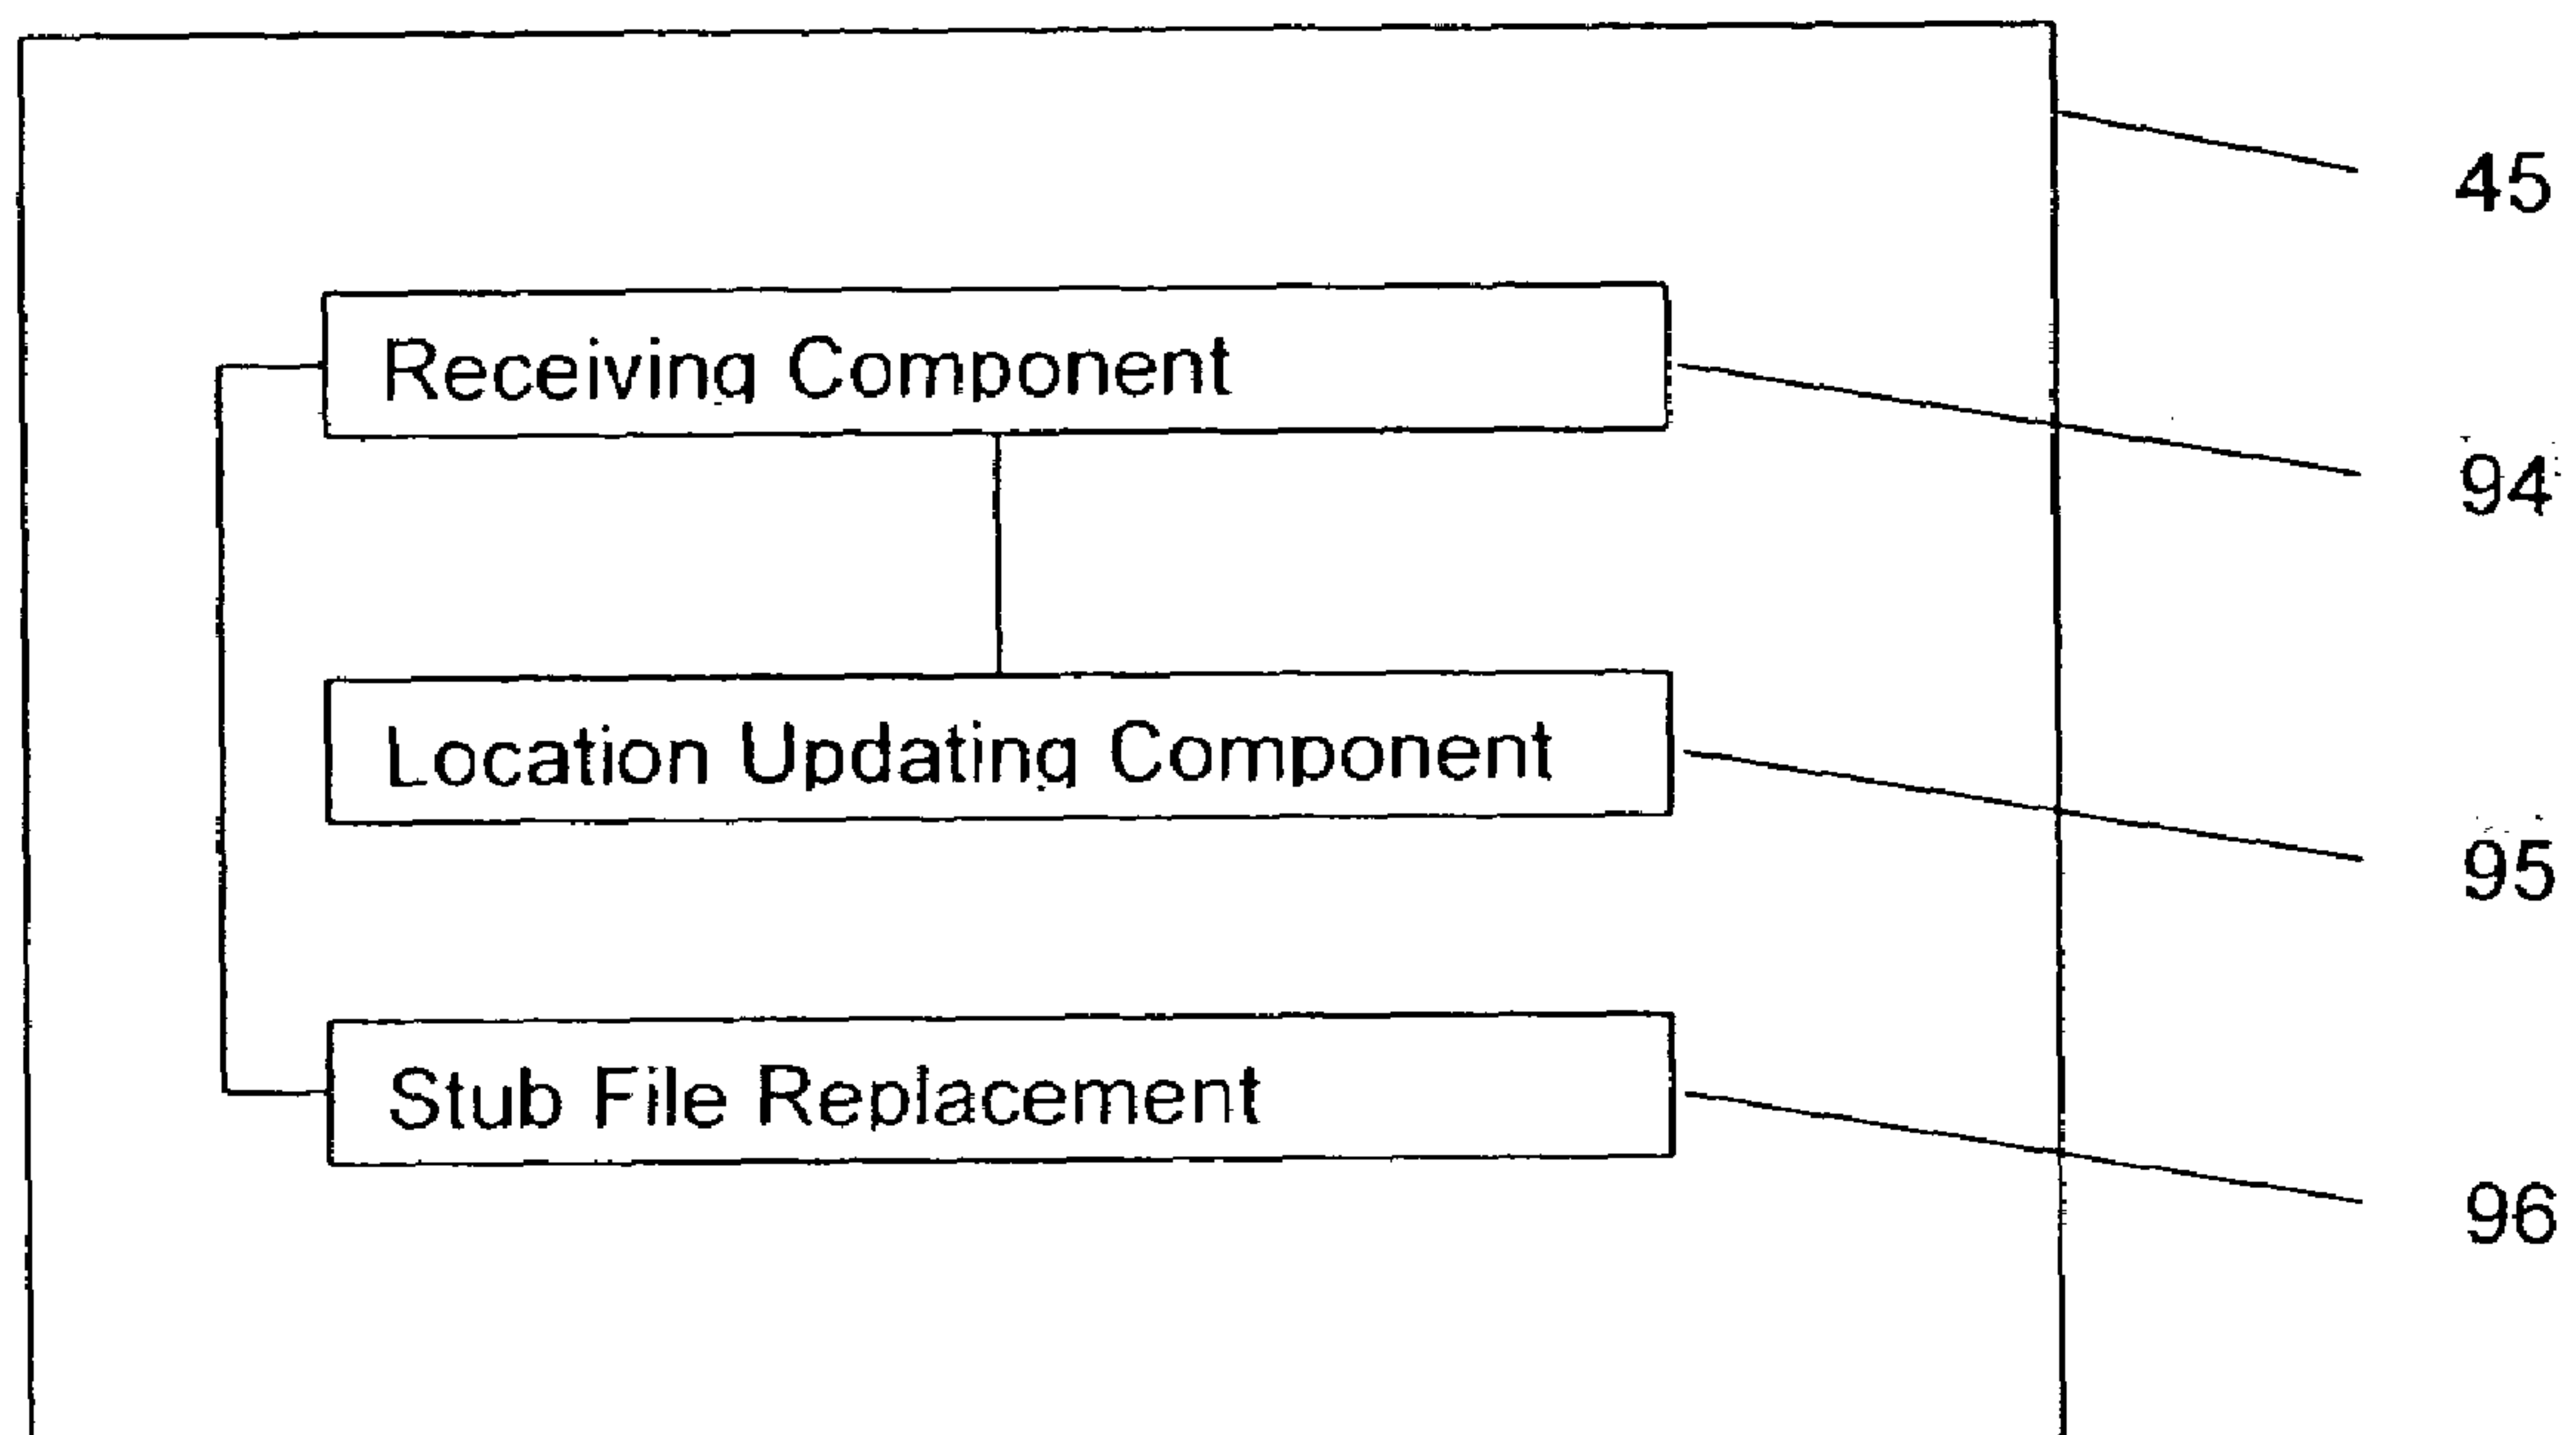 45
Receiving Component
94
Location Updating Component
95
Stub File Replacement
96